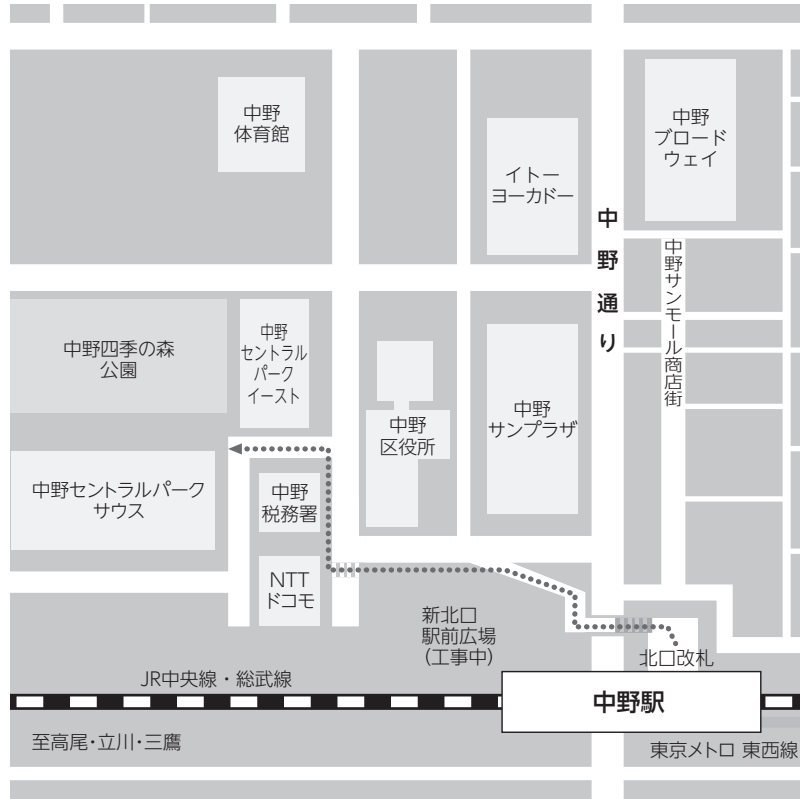 中野
体育館
イトー
ヨーカドー
中野
ブロード
ウェイ
中野通り
中野サンモール商店街
中野四季の森
公園
中野
セントラル
パーク
イースト
中野
区役所
中野
サンプラザ
中野セントラルパーク
サウス
中野
税務署
NTT
ドコモ
新北口
駅前広場
(工事中)
北口改札
JR中央線・総武線
中野駅
至高尾・立川・三鷹
東京メトロ 東西線